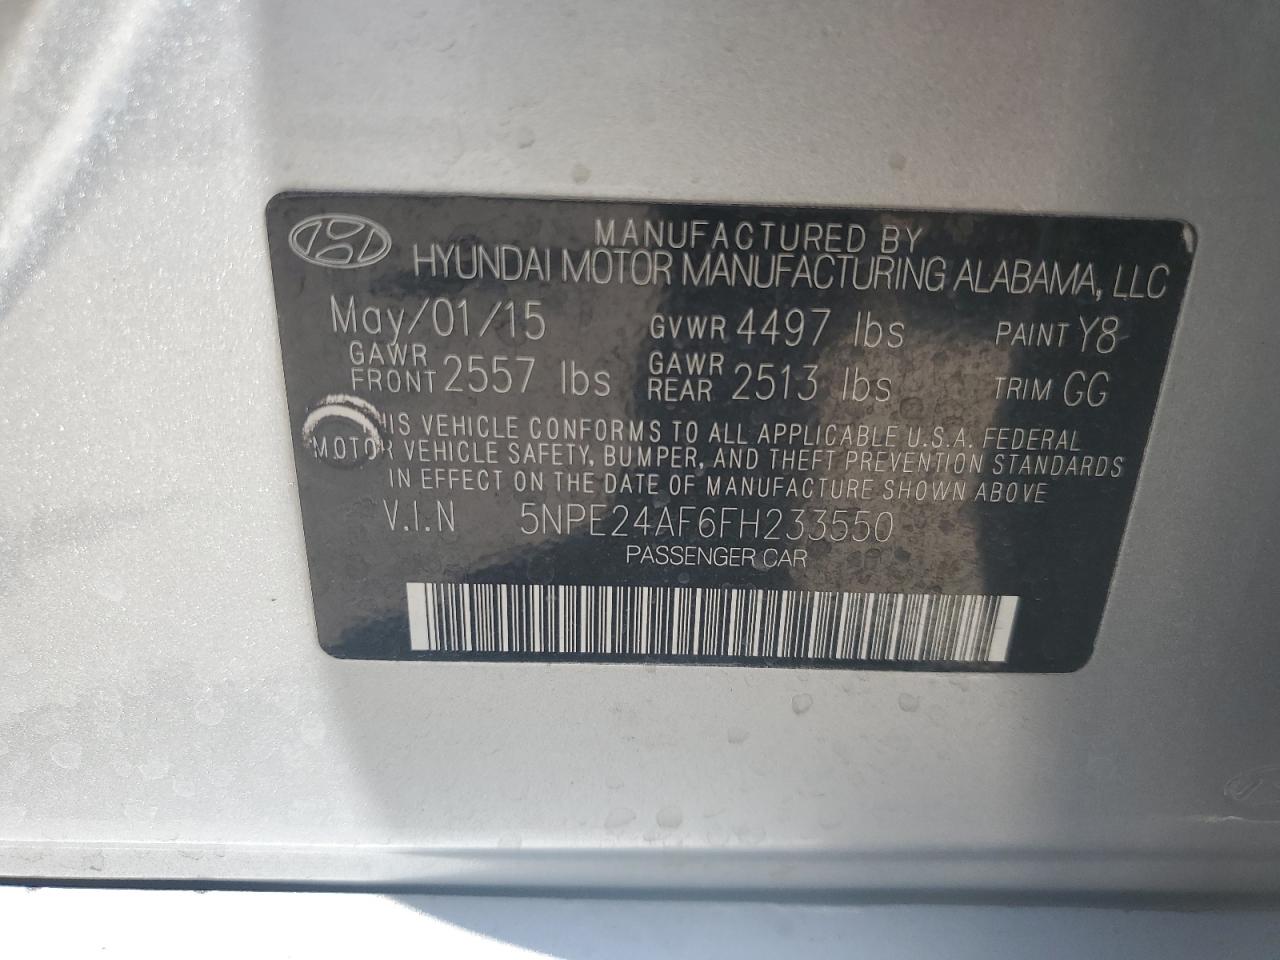 MANUFACTURED BY
HYUNDAI MOTOR MANUFACTURING ALABAMA, LLC
May/01/15 GVWR 4497 lbs PAINT Y8
GAWR FRONT 2557 lbs GAWR REAR 2513 lbs TRIM GG
IS VEHICLE CONFORMS TO ALL APPLICABLE U.S.A. FEDERAL
MOTOR VEHICLE SAFETY, BUMPER, AND THEFT PREVENTION STANDARDS
IN EFFECT ON THE DATE OF MANUFACTURE SHOWN ABOVE
V.I.N 5NPE24AF6FH233550
PASSENGER CAR